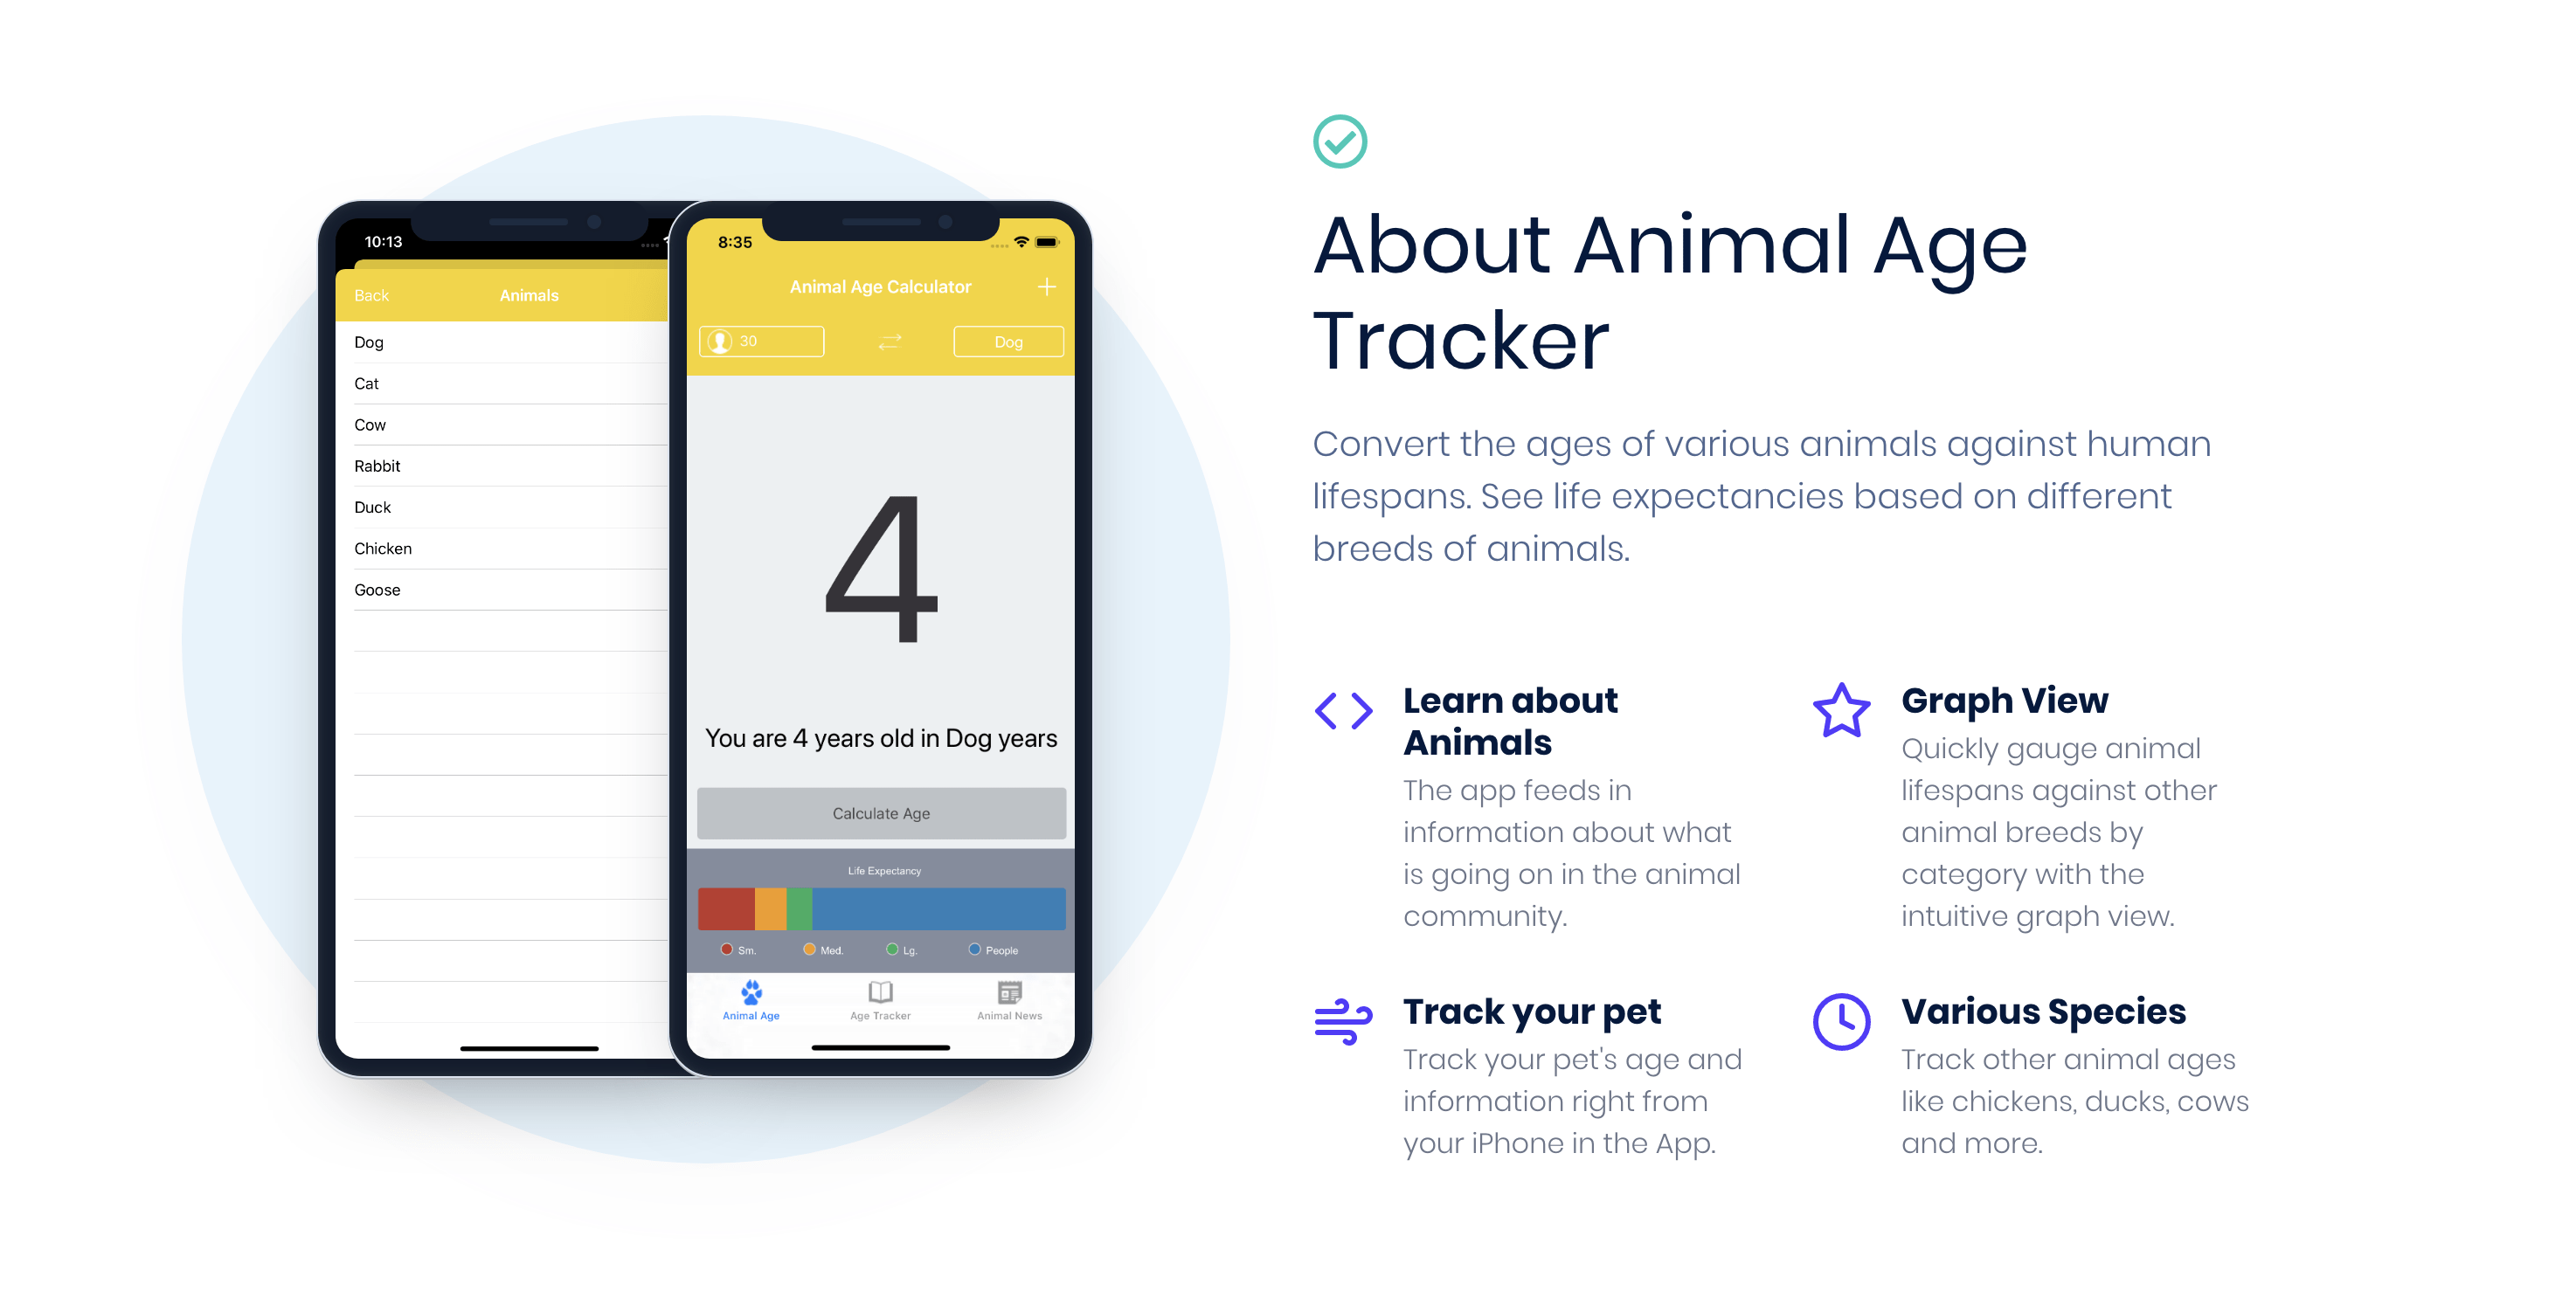 10:13
Back
Animals
Dog
Cat
Cow
Rabbit
Duck
Chicken
Goose
8:35
Animal Age Calculator
30
Dog
4
You are 4 years old in Dog years
Calculate Age
Life Expectancy
Sm.
Med.
Lg.
People
Animal Age
Age Tracker
Animal News
About Animal Age
Tracker
Convert the ages of various animals against human
lifespans. See life expectancies based on different
breeds of animals.
Learn about
Animals
The app feeds in
information about what
is going on in the animal
community.
Graph View
Quickly gauge animal
lifespans against other
animal breeds by
category with the
intuitive graph view.
Track your pet
Track your pet's age and
information right from
your iPhone in the App.
Various Species
Track other animal ages
like chickens, ducks, cows
and more.